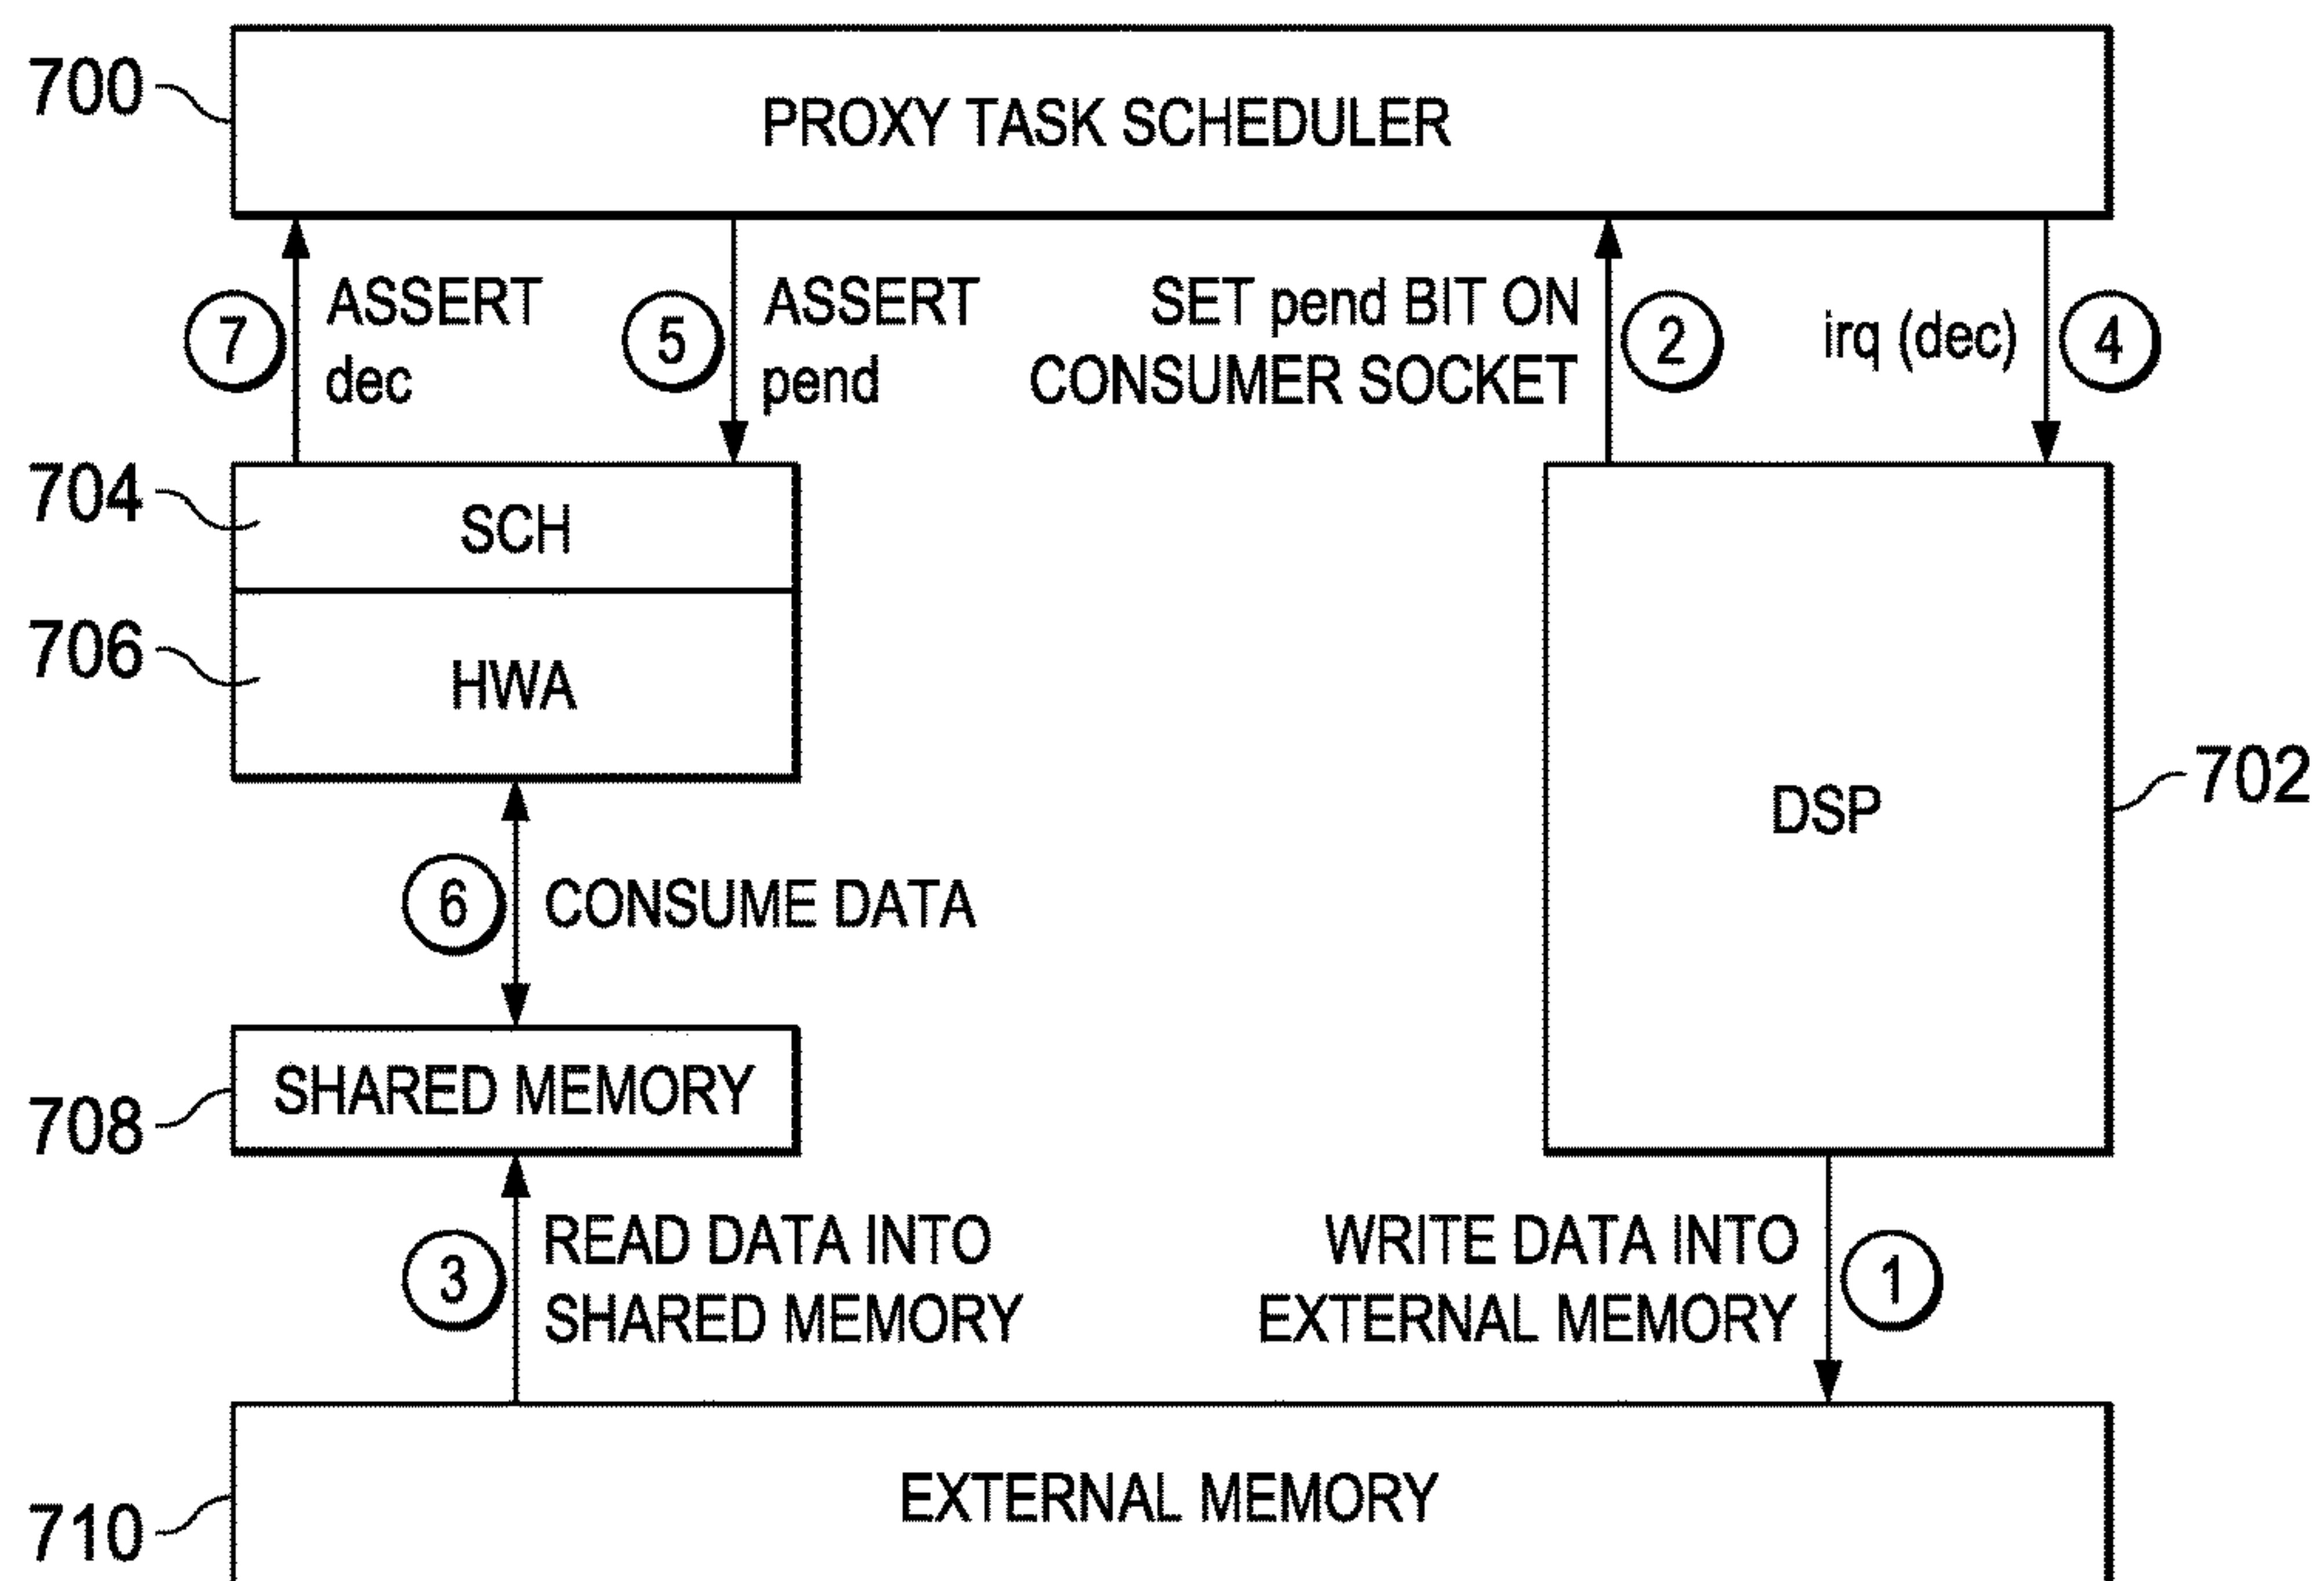 700
PROXY TASK SCHEDULER
7
ASSERT
dec
5
ASSERT
pend
SET pend BIT ON
CONSUMER SOCKET
2
irq (dec)
4
704
SCH
706
HWA
DSP
702
6
CONSUME DATA
708
SHARED MEMORY
3
READ DATA INTO
SHARED MEMORY
WRITE DATA INTO
EXTERNAL MEMORY
1
710
EXTERNAL MEMORY